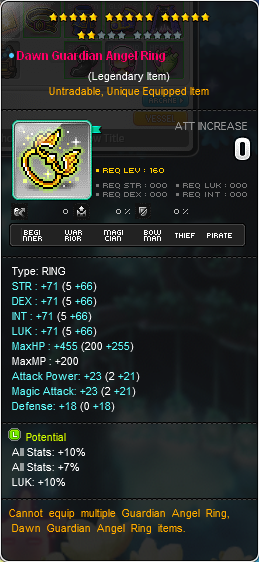 Dawn Guardian Angel Ring
(Legendary Item)
Untradable, Unique Equipped Item
ATT INCREASE
0
REQ LEV : 160
REQ STR : 000
REQ LUK : 000
REQ DEX : 000
REQ INT : 000
0
0 %
0 %
BEGINNER WARRIOR MAGICIAN BOWMAN THIEF PIRATE
Type: RING
STR : +71 (5 +66)
DEX : +71 (5 +66)
INT : +71 (5 +66)
LUK : +71 (5 +66)
MaxHP : +455 (200 +255)
MaxMP : +200
Attack Power: +23 (2 +21)
Magic Attack: +23 (2 +21)
Defense: +18 (0 +18)
L Potential
All Stats: +10%
All Stats: +7%
LUK: +10%
Cannot equip multiple Guardian Angel Ring,
Dawn Guardian Angel Ring items.